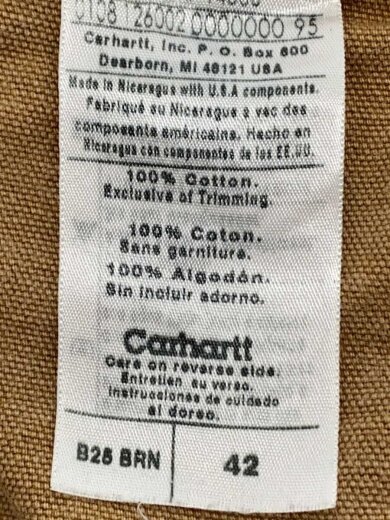 0108126002 0000000 95
Carhartt, Inc. P. O. Box 600
Dearborn, MI 48121 USA
Made in Nicaragua with U.S.A components.
Fabriqué au Nicaragua a vec des
composants américains. Hecho en
Nicaragua con componentes de los EE.UU.
100% Cotton.
Exclusive of Trimming.
100% Coton.
Sans garniture.
100% Algodón.
Sin incluir adorno.
Carhartt
Care on reverse side.
Entretien au verso.
Instrucciones de cuidado
al dorso.
B25 BRN
42